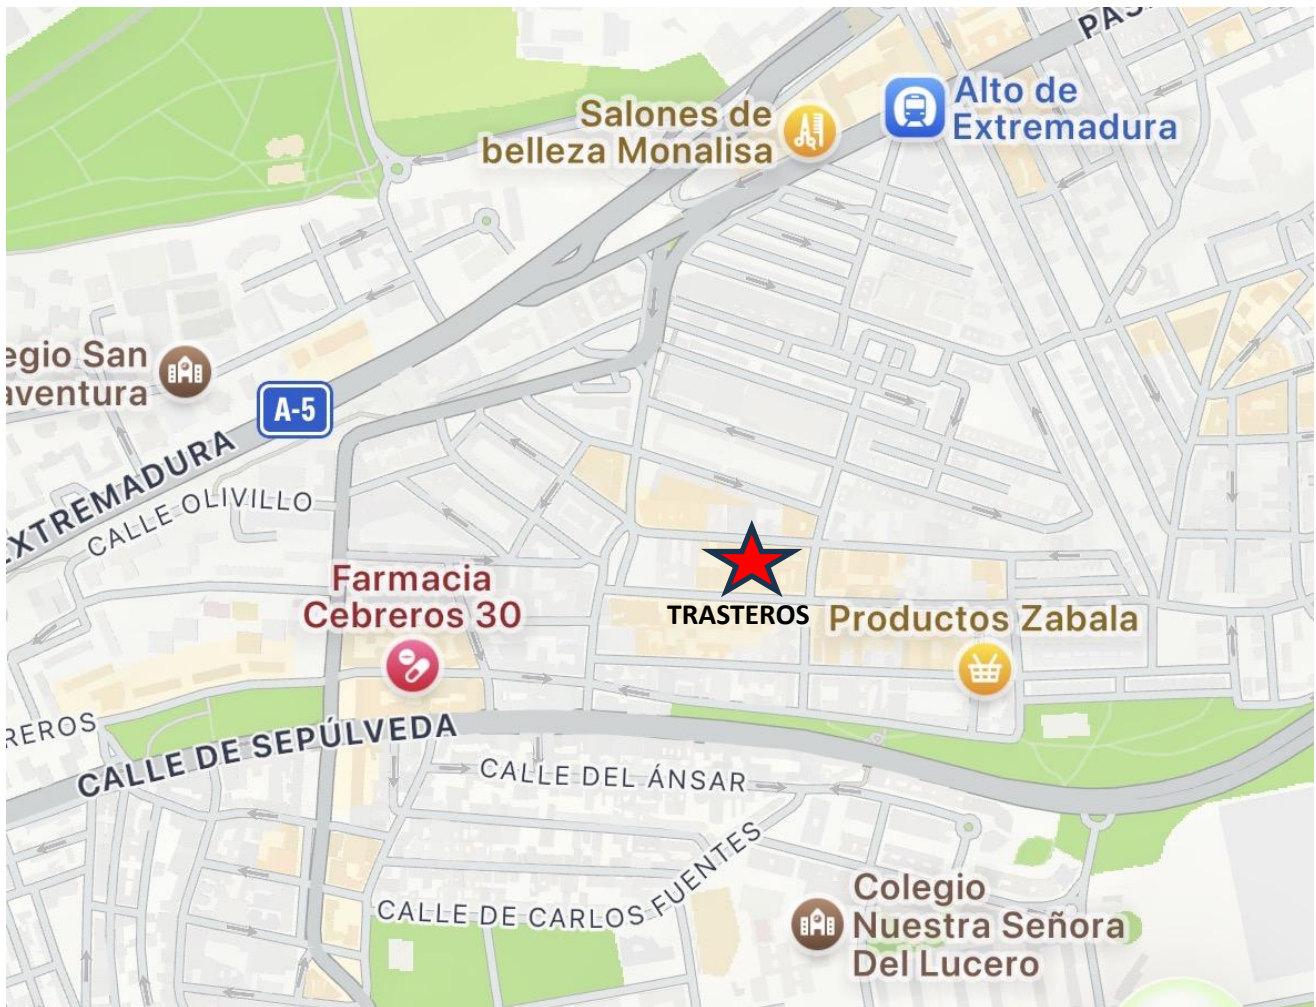 PAS
Alto de
Extremadura
Salones de
belleza Monalisa
egio San
aventura
A-5
EXTREMADURA
CALLE OLIVILLO
Farmacia
Cebreros 30
TRASTEROS
Productos Zabala
REROS
CALLE DE SEPÚLVEDA
CALLE DEL ÁNSAR
CALLE DE CARLOS FUENTES
Colegio
Nuestra Señora
Del Lucero